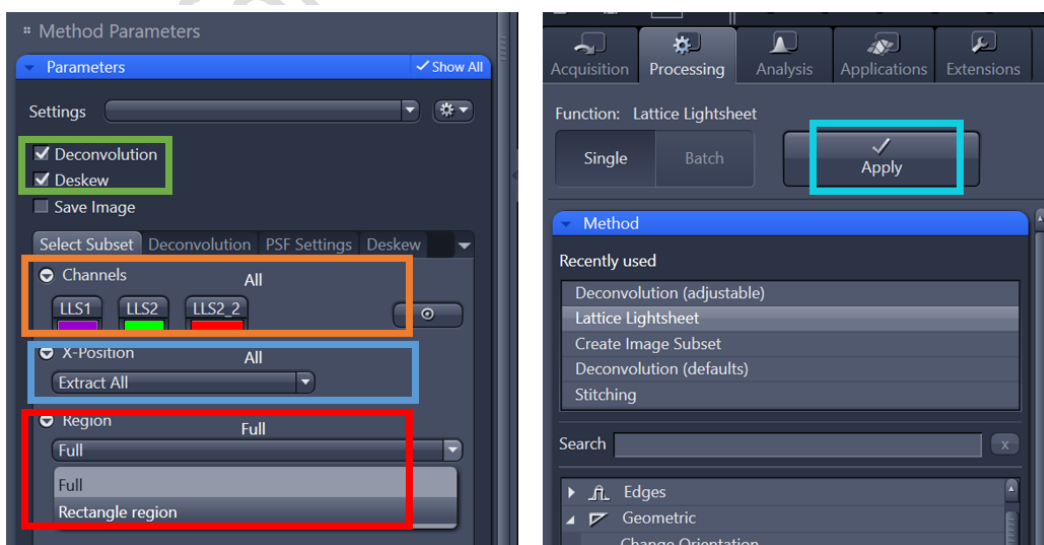 Method Parameters
Parameters
Show All
Settings
Deconvolution
Deskew
Save Image
Select Subset Deconvolution PSF Settings Deskew
Channels All
LLS1 LLS2 LLS2_2
X-Position All
Extract All
Region Full
Full
Full
Rectangle region
Acquisition Processing Analysis Applications Extensions
Function: Lattice Lightsheet
Single Batch Apply
Method
Recently used
Deconvolution (adjustable)
Lattice Lightsheet
Create Image Subset
Deconvolution (defaults)
Stitching
Search x
Edges
Geometric
Change Orientation